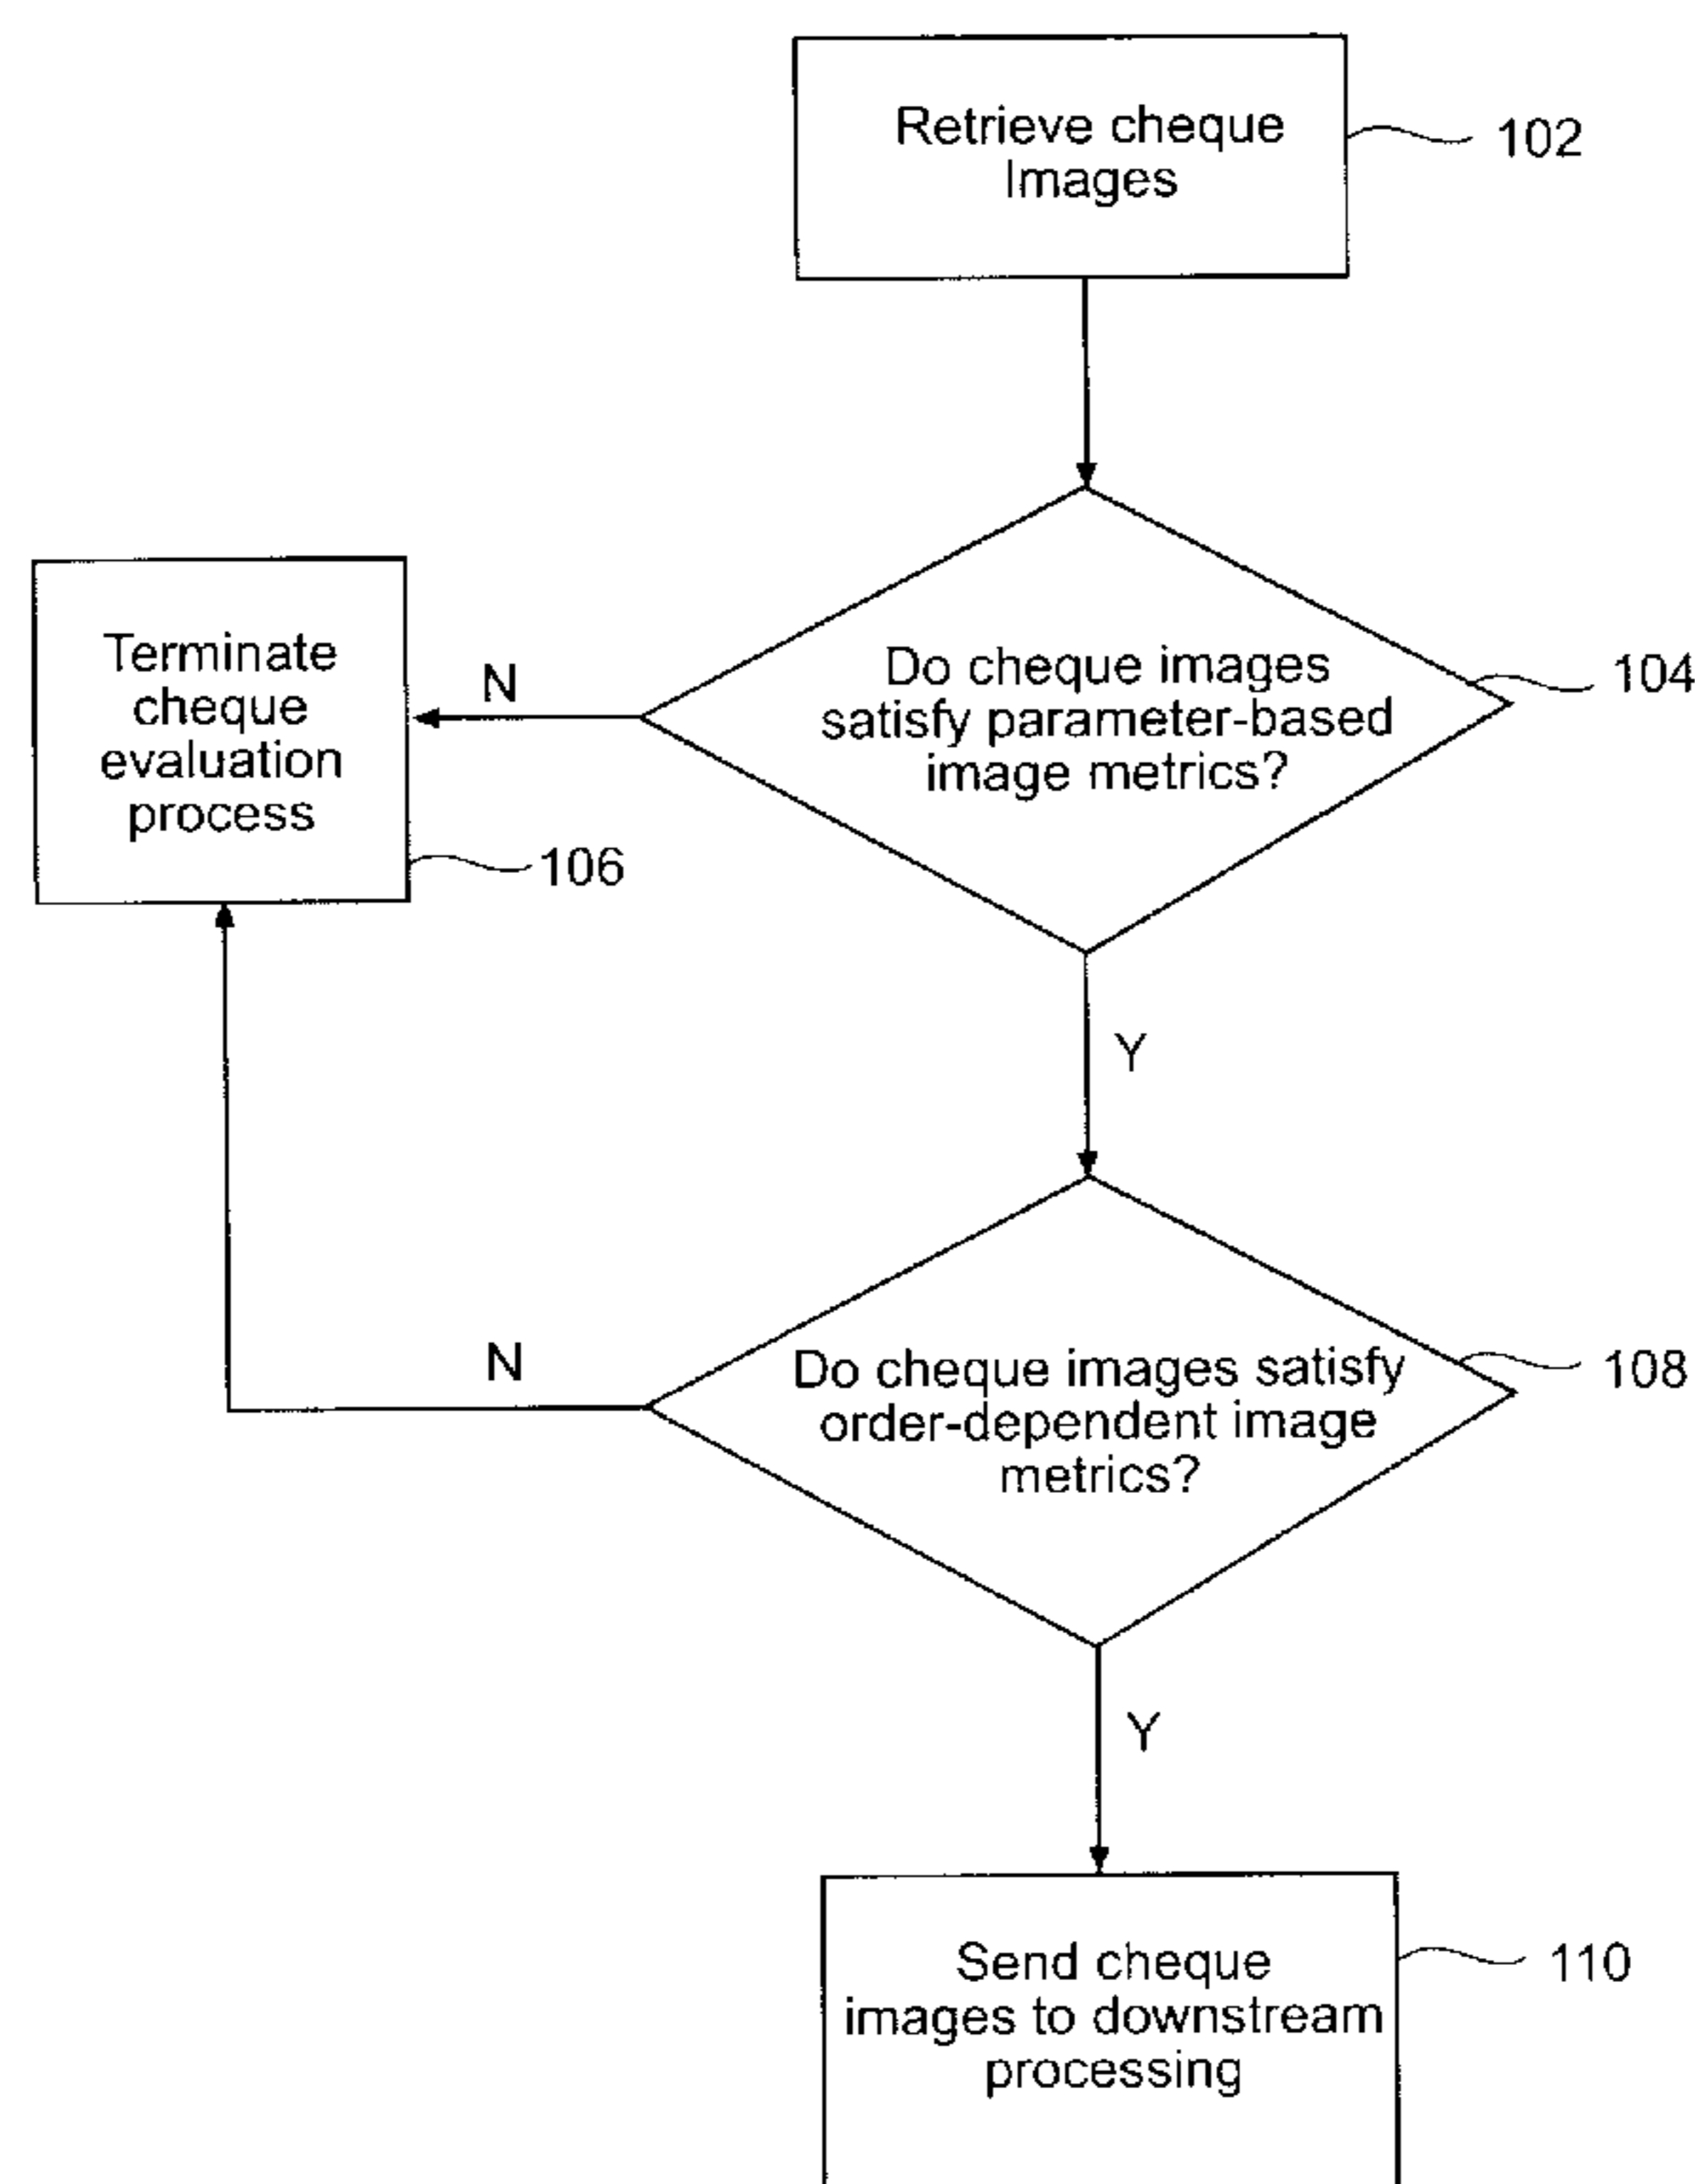 Retrieve cheque
Images
102
Do cheque images
satisfy parameter-based
image metrics?
104
N
Terminate
cheque
evaluation
process
106
Y
Do cheque images satisfy
order-dependent image
metrics?
108
N
Y
Send cheque
images to downstream
processing
110